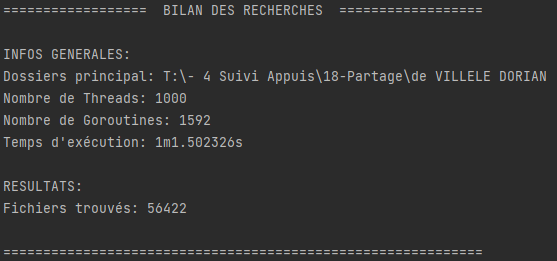 ==================  BILAN DES RECHERCHES  ==================
INFOS GENERALES:
Dossiers principal: T:\- 4 Suivi Appuis\18-Partage\de VILLELE DORIAN
Nombre de Threads: 1000
Nombre de Goroutines: 1592
Temps d'exécution: 1m1.502326s
RESULTATS:
Fichiers trouvés: 56422
============================================================